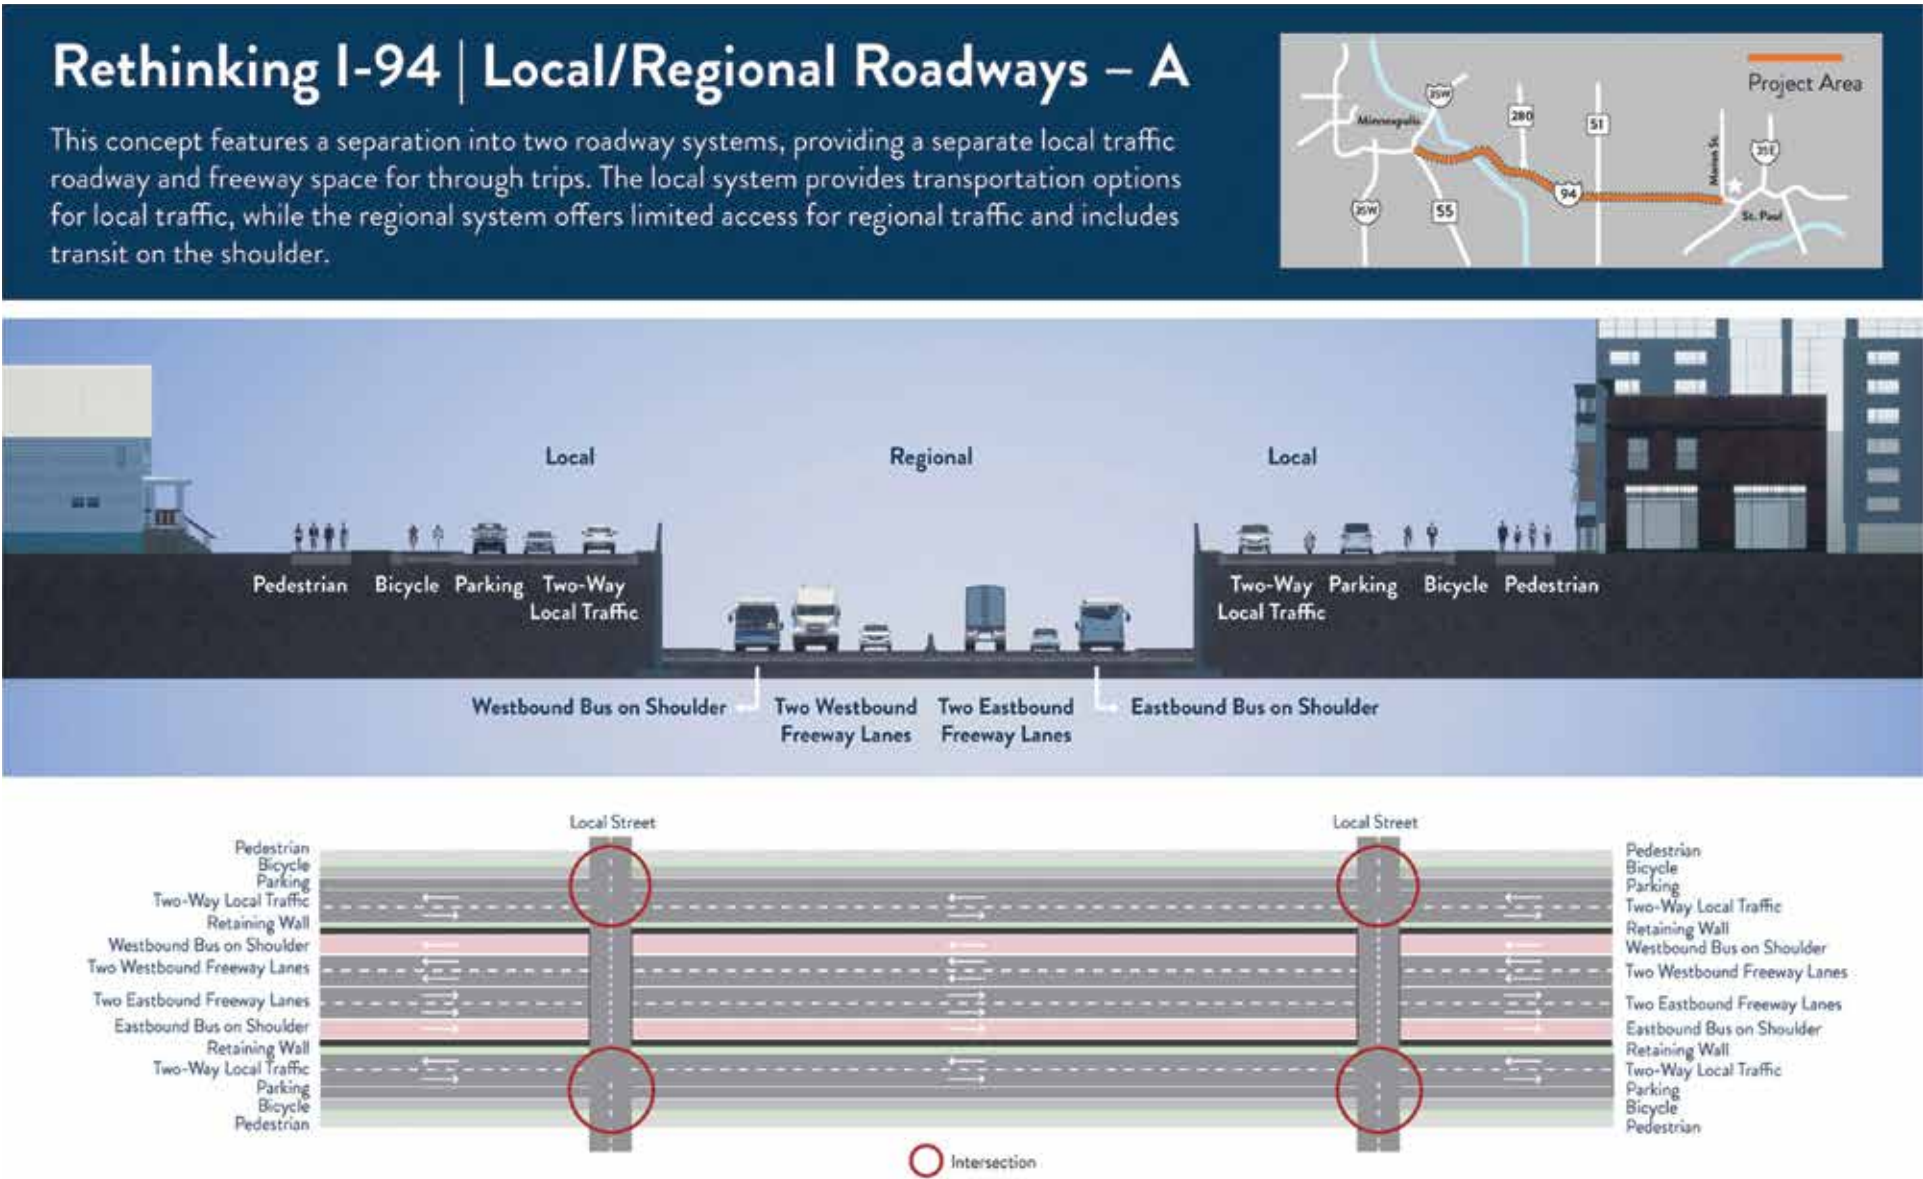 Rethinking I-94 | Local/Regional Roadways – A
This concept features a separation into two roadway systems, providing a separate local traffic
roadway and freeway space for through trips. The local system provides transportation options
for local traffic, while the regional system offers limited access for regional traffic and includes
transit on the shoulder.
Project Area
35W
Minneapolis
280
51
Marion St.
35E
94
35W
55
St. Paul
Local
Regional
Local
Pedestrian
Bicycle
Parking
Two-Way
Local Traffic
Two-Way
Local Traffic
Parking
Bicycle
Pedestrian
Westbound Bus on Shoulder
Two Westbound
Freeway Lanes
Two Eastbound
Freeway Lanes
Eastbound Bus on Shoulder
Local Street
Local Street
Pedestrian
Bicycle
Parking
Two-Way Local Traffic
Retaining Wall
Westbound Bus on Shoulder
Two Westbound Freeway Lanes
Two Eastbound Freeway Lanes
Eastbound Bus on Shoulder
Retaining Wall
Two-Way Local Traffic
Parking
Bicycle
Pedestrian
Pedestrian
Bicycle
Parking
Two-Way Local Traffic
Retaining Wall
Westbound Bus on Shoulder
Two Westbound Freeway Lanes
Two Eastbound Freeway Lanes
Eastbound Bus on Shoulder
Retaining Wall
Two-Way Local Traffic
Parking
Bicycle
Pedestrian
Intersection